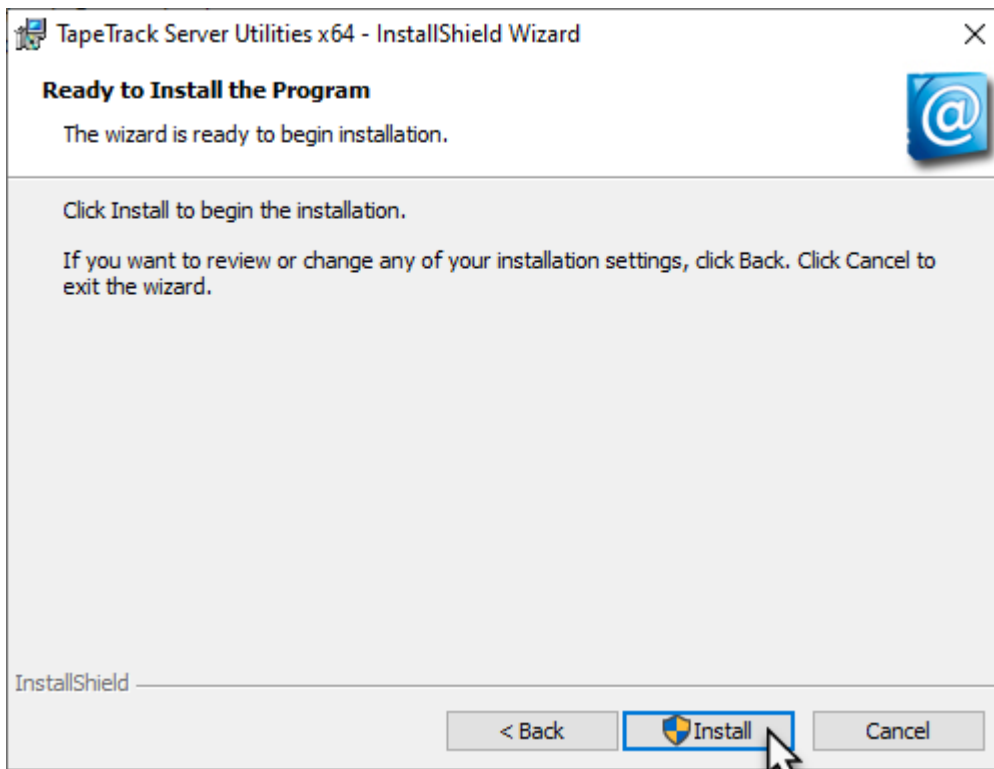 TapeTrack Server Utilities x64 - InstallShield Wizard
Ready to Install the Program
The wizard is ready to begin installation.
Click Install to begin the installation.
If you want to review or change any of your installation settings, click Back. Click Cancel to
exit the wizard.
InstallShield
< Back Install Cancel